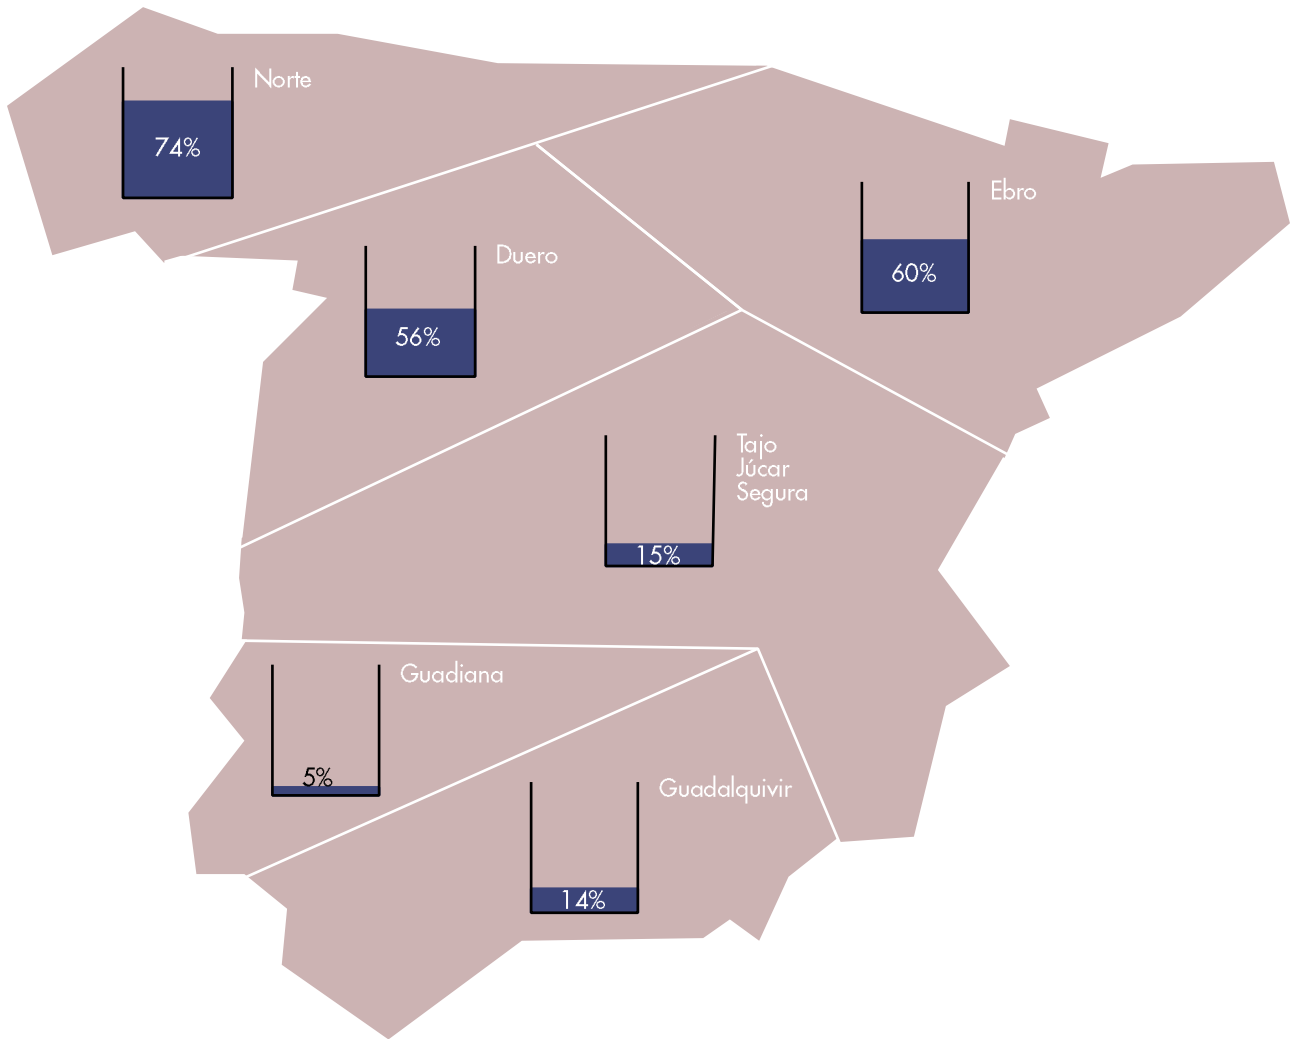 Norte
74%
Ebro
60%
Duero
56%
Tajo
Júcar
Segura
15%
Guadiana
5%
Guadalquivir
14%